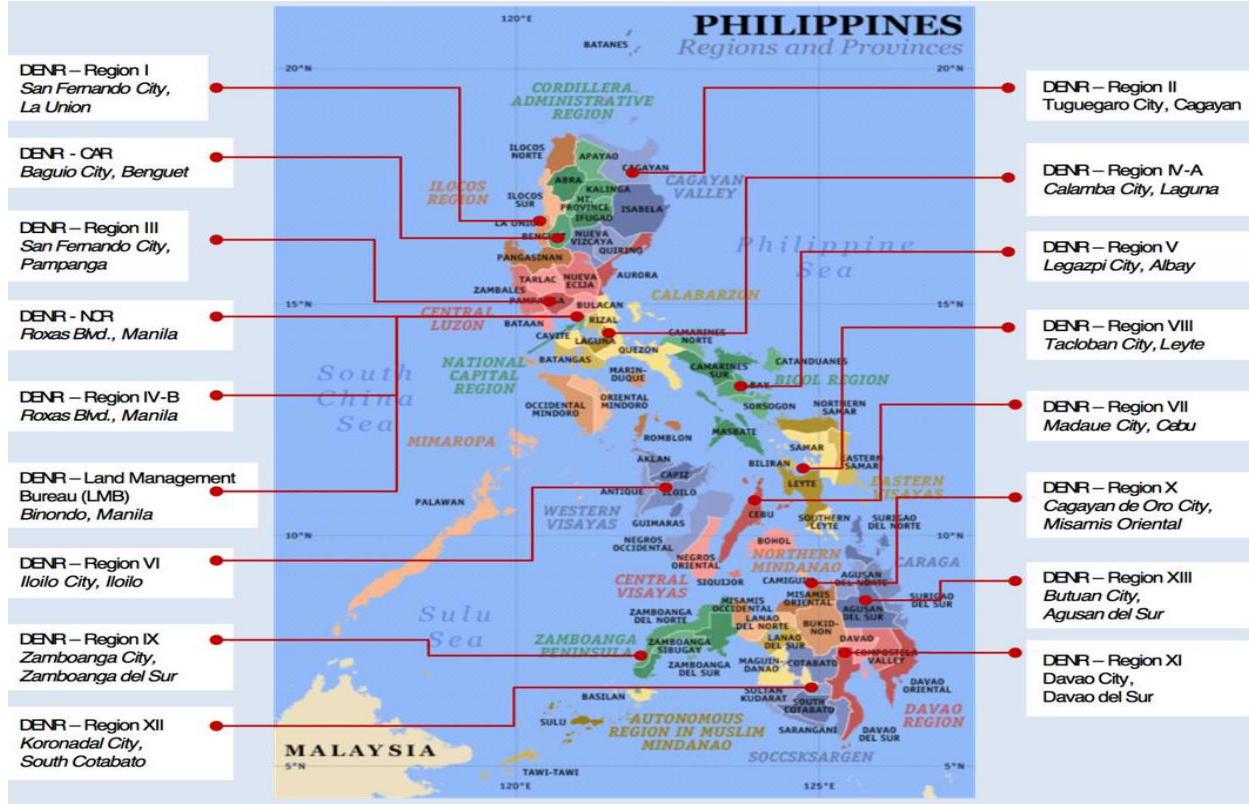 PHILIPPINES
Regions and Provinces
DENR – Region I
San Fernando City,
La Union
DENR - CAR
Baguio City, Benguet
DENR – Region III
San Fernando City,
Pampanga
DENR - NCR
Roxas Blvd., Manila
DENR – Region IV-B
Roxas Blvd., Manila
DENR – Land Management
Bureau (LMB)
Binondo, Manila
DENR – Region VI
Iloilo City, Iloilo
DENR – Region IX
Zamboanga City,
Zamboanga del Sur
DENR – Region XII
Koronadal City,
South Cotabato
120°E
BATANES
20°N
20°N
CORDILLERA
ADMINISTRATIVE
REGION
ILOCOS
NORTE
APAYAO
CAGAYAN
ABRA
KALINGA
CAGAYAN
VALLEY
ILOCOS
REGION
ILOCOS
SUR
MT.
PROVINCE
IFUGAO
ISABELA
LA UNION
BENGUET
NUEVA
VIZCAYA
QUIRINO
PANGASINAN
Philippine
Sea
TARLAC
NUEVA
ECIJA
AURORA
ZAMBALES
PAMPANGA
BULACAN
CALABARZON
15°N
15°N
CENTRAL
LUZON
BATAAN
RIZAL
CAVITE
LAGUNA
CAMARINES
NORTE
NATIONAL
CAPITAL
REGION
BATANGAS
QUEZON
CAMARINES
SUR
CATANDUANES
South
China
Sea
MARIN-
DUQUE
BAY
BICOL REGION
OCCIDENTAL
MINDORO
ORIENTAL
MINDORO
SORSOGON
NORTHERN
SAMAR
MASBATE
MIMAROPA
ROMBLON
SAMAR
AKLAN
BILIRAN
EASTERN
SAMAR
CAPIZ
LEYTE
EASTERN
VISAYAS
PALAWAN
ANTIQUE
ILOILO
WESTERN
VISAYAS
GUIMARAS
CEBU
SOUTHERN
LEYTE
SURIGAO
DEL NORTE
10°N
10°N
NEGROS
OCCIDENTAL
BOHOL
NEGROS
ORIENTAL
NORTHERN
MINDANAO
CARAGA
CENTRAL
VISAYAS
SIQUIJOR
CAMIGUIN
AGUSAN
DEL NORTE
SURIGAO
DEL SUR
Sulu
Sea
MISAMIS
OCCIDENTAL
MISAMIS
ORIENTAL
AGUSAN
DEL SUR
ZAMBOANGA
DEL NORTE
LANAO
DEL NORTE
BUKID-
NON
ZAMBOANGA
PENINSULA
ZAMBOANGA
SIBUGAY
LANAO
DEL SUR
DAVAO
COMPOSTELA
VALLEY
ZAMBOANGA
DEL SUR
MAGUIN-
DANAO
COTABATO
BASILAN
SULTAN
KUDARAT
DAVAO
ORIENTAL
SOUTH
COTABATO
DAVAO
REGION
SULU
AUTONOMOUS
REGION IN MUSLIM
MINDANAO
SARANGANI
DAVAO
DEL SUR
MALAYSIA
SOCCSKSARGEN
TAWI-TAWI
5°N
5°N
120°E
125°E
DENR – Region II
Tuguegaro City, Cagayan
DENR – Region IV-A
Calamba City, Laguna
DENR – Region V
Legazpi City, Albay
DENR – Region VIII
Tacloban City, Leyte
DENR – Region VII
Madaue City, Cebu
DENR – Region X
Cagayan de Oro City,
Misamis Oriental
DENR – Region XIII
Butuan City,
Agusan del Sur
DENR – Region XI
Davao City,
Davao del Sur